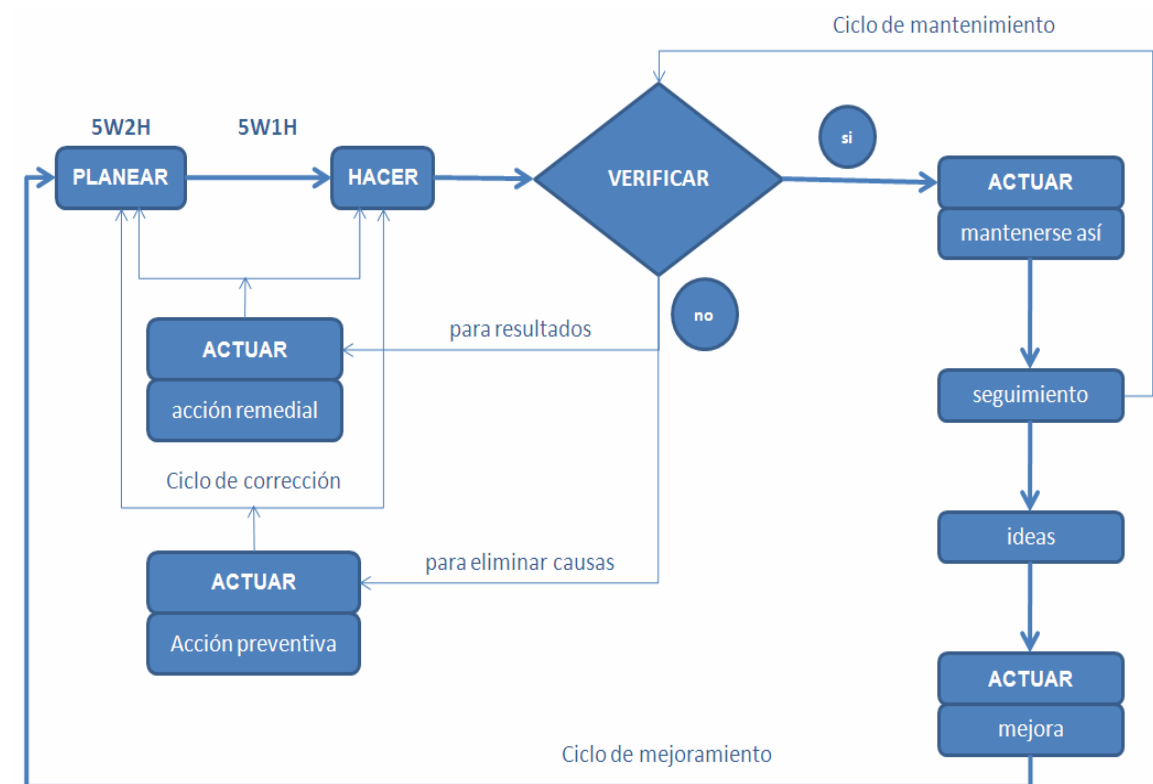 Ciclo de mantenimiento
5W2H
5W1H
si
PLANEAR
HACER
VERIFICAR
ACTUAR
mantenerse así
no
para resultados
ACTUAR
acción remedial
seguimiento
Ciclo de corrección
ideas
para eliminar causas
ACTUAR
Acción preventiva
ACTUAR
mejora
Ciclo de mejoramiento